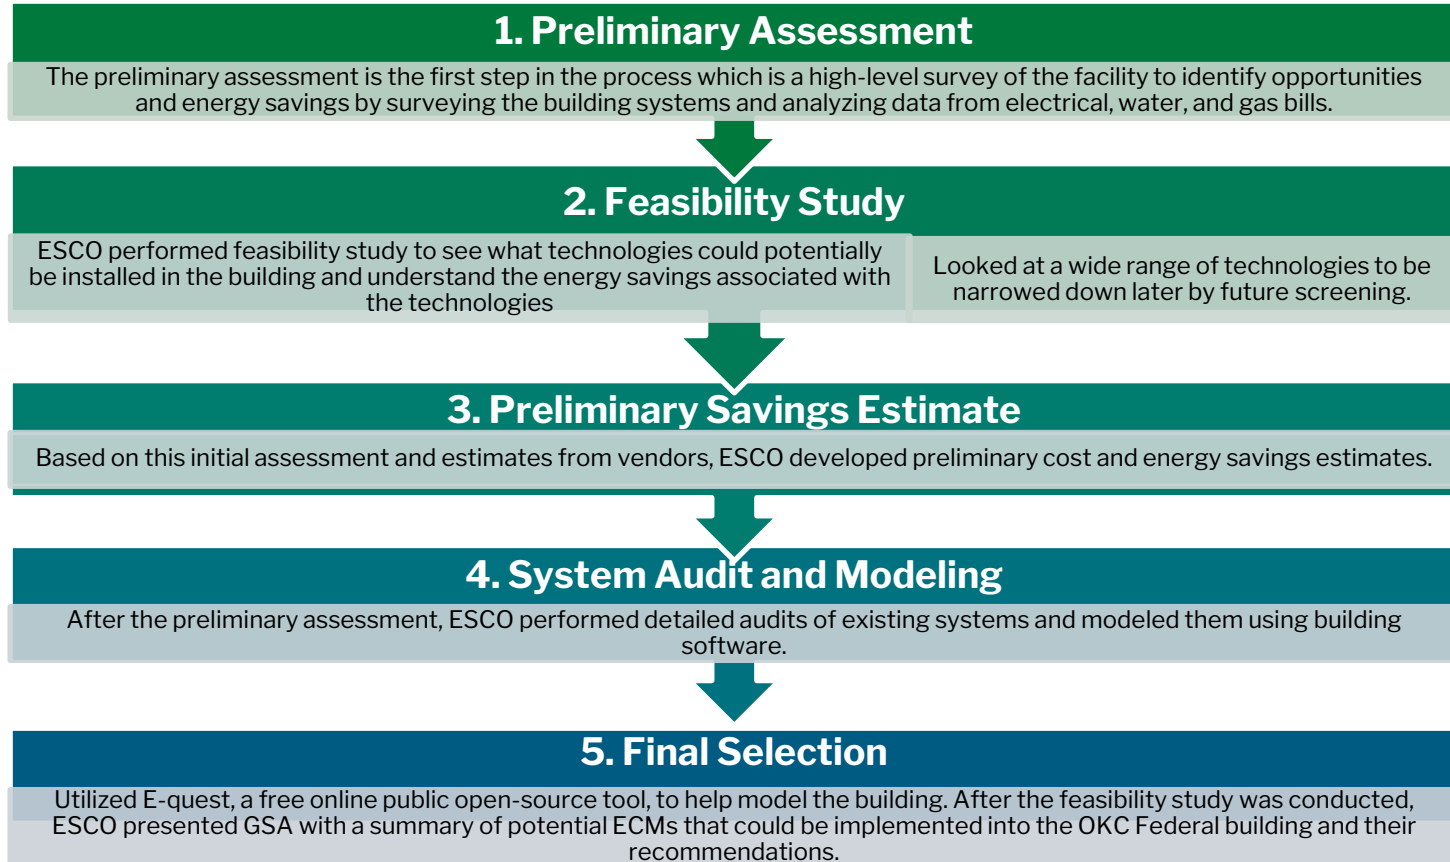 1. Preliminary Assessment
The preliminary assessment is the first step in the process which is a high-level survey of the facility to identify opportunities
and energy savings by surveying the building systems and analyzing data from electrical, water, and gas bills.
2. Feasibility Study
ESCO performed feasibility study to see what technologies could potentially
be installed in the building and understand the energy savings associated with
the technologies
Looked at a wide range of technologies to be
narrowed down later by future screening.
3. Preliminary Savings Estimate
Based on this initial assessment and estimates from vendors, ESCO developed preliminary cost and energy savings estimates.
4. System Audit and Modeling
After the preliminary assessment, ESCO performed detailed audits of existing systems and modeled them using building
software.
5. Final Selection
Utilized E-quest, a free online public open-source tool, to help model the building. After the feasibility study was conducted,
ESCO presented GSA with a summary of potential ECMs that could be implemented into the OKC Federal building and their
recommendations.